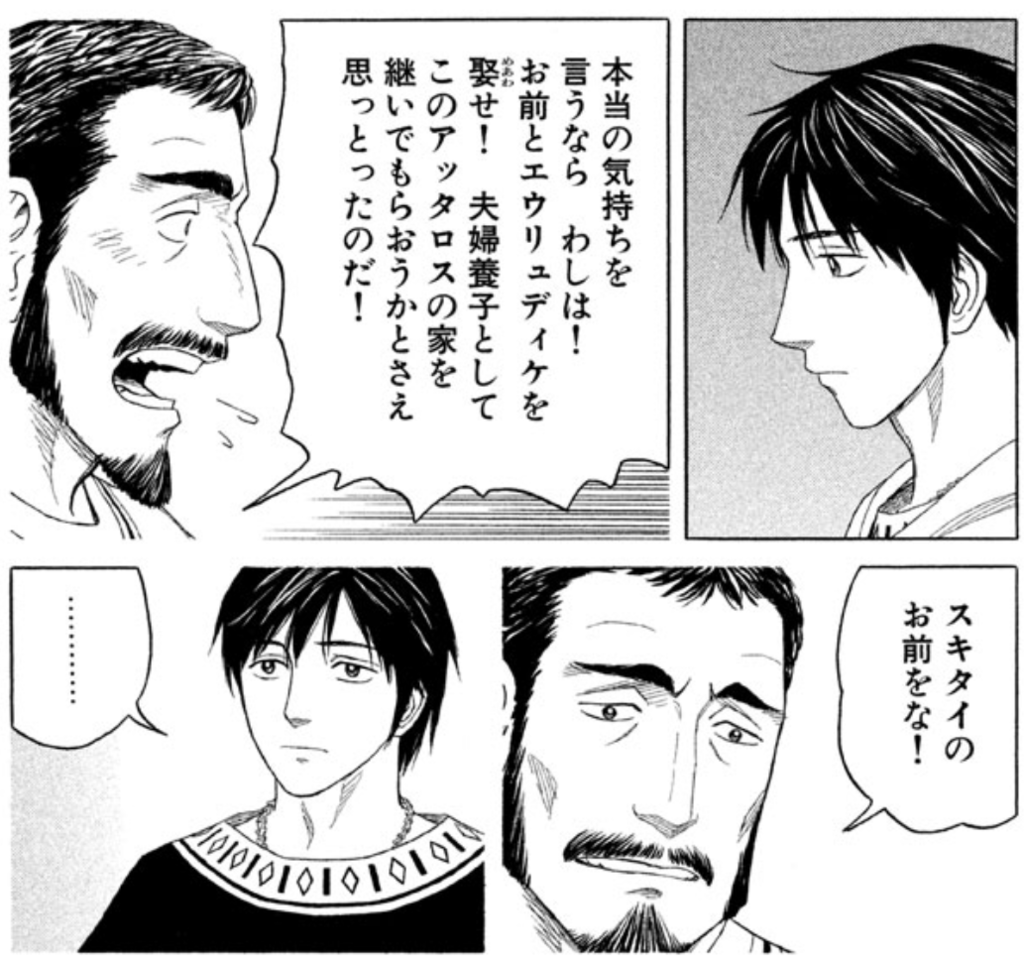 本当の気持ちを
言うなら　わしは！
お前とエウリュディケを
娶せ！　夫婦養子として
このアッタロスの家を
継いでもらおうかとさえ
思っとったのだ！
めあわ
スキタイの
お前をな！
………